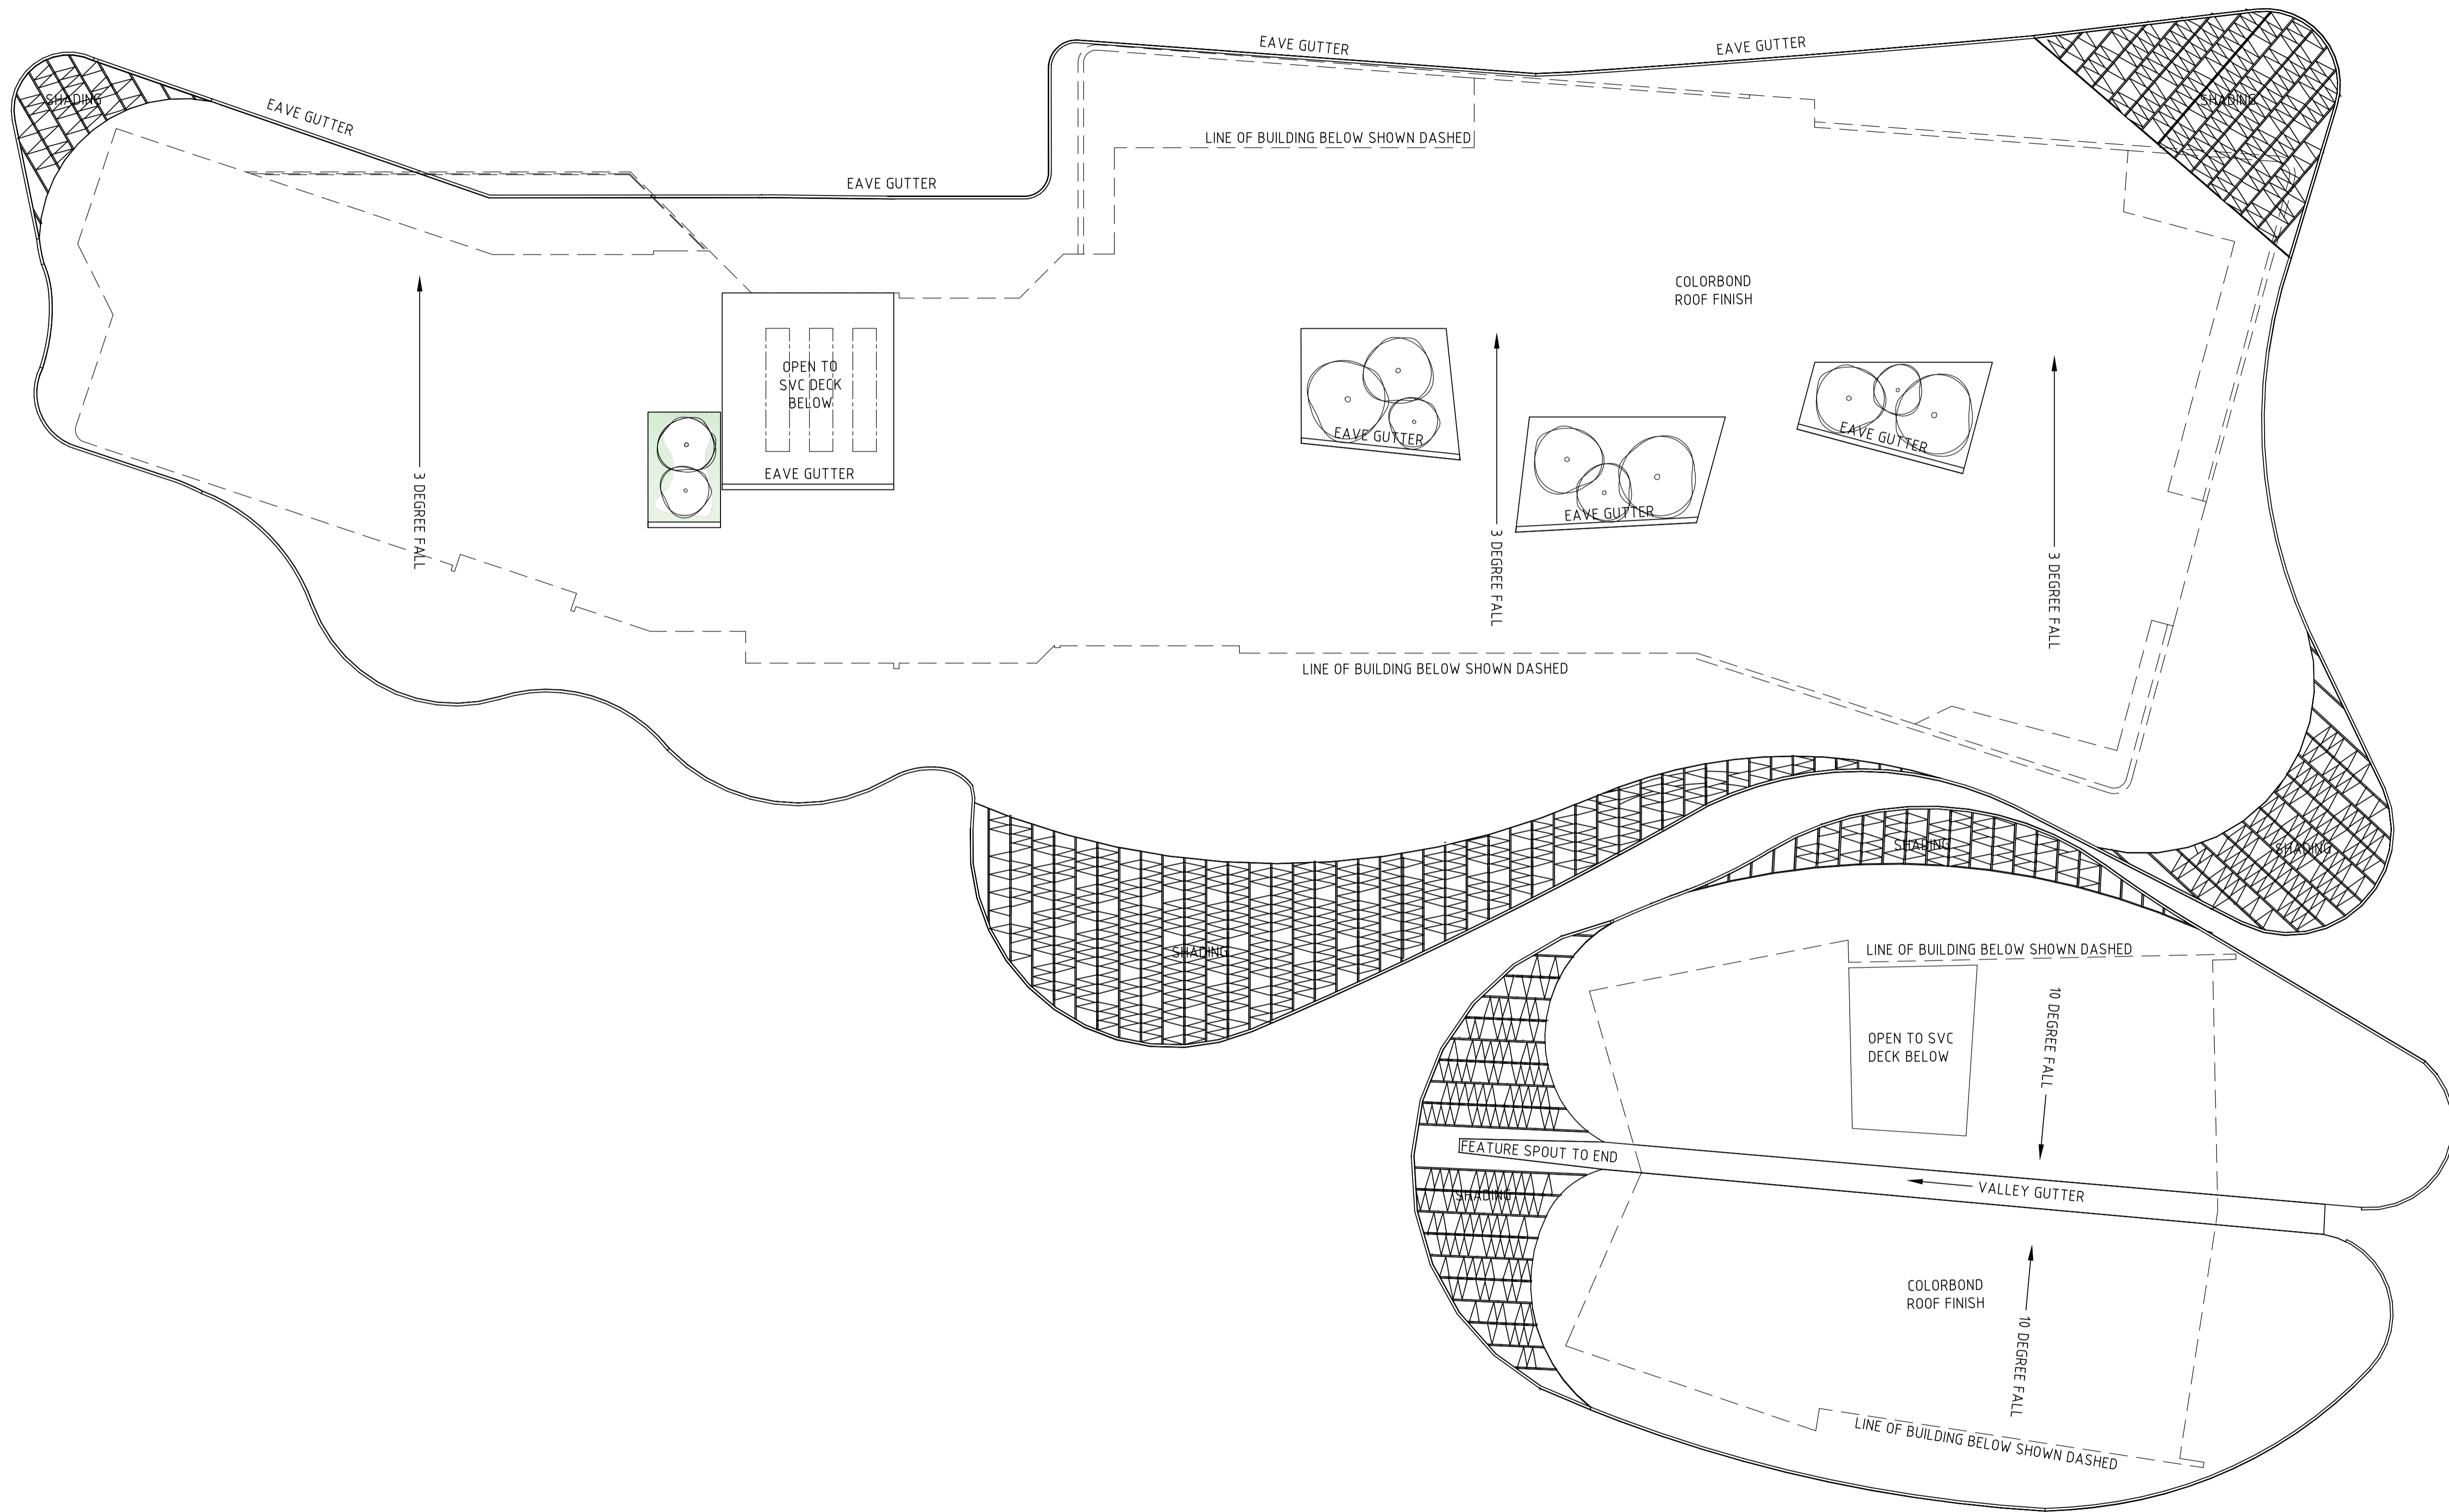 EAVE GUTTER
EAVE GUTTER
SHADING
SHADING
EAVE GUTTER
LINE OF BUILDING BELOW SHOWN DASHED
EAVE GUTTER
COLORBOND
ROOF FINISH
OPEN TO
SVC DECK
BELOW
EAVE GUTTER
EAVE GUTTER
EAVE GUTTER
EAVE GUTTER
3 DEGREE FALL
3 DEGREE FALL
3 DEGREE FALL
LINE OF BUILDING BELOW SHOWN DASHED
SHADING
SHADING
SHADING
LINE OF BUILDING BELOW SHOWN DASHED
OPEN TO SVC
DECK BELOW
10 DEGREE FALL
FEATURE SPOUT TO END
SHADING
VALLEY GUTTER
COLORBOND
ROOF FINISH
10 DEGREE FALL
LINE OF BUILDING BELOW SHOWN DASHED